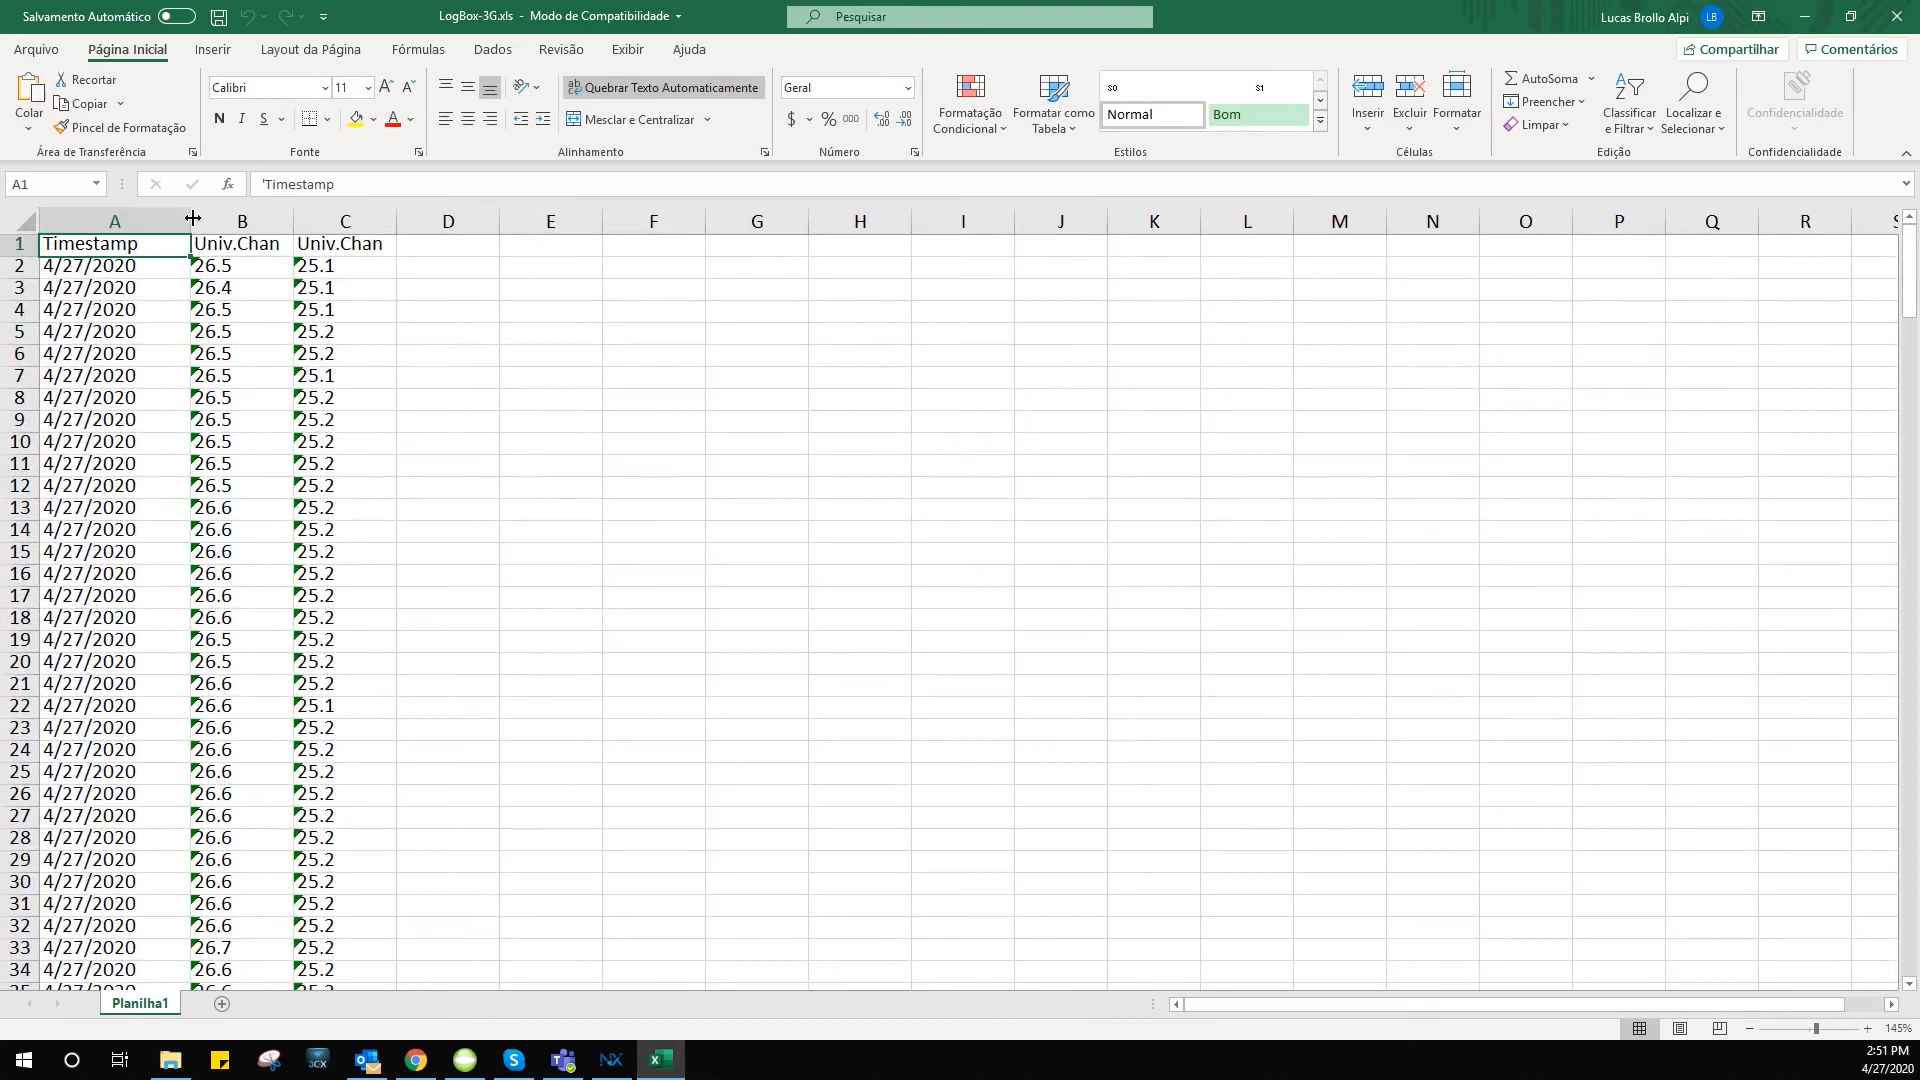 Salvamento Automático LogBox-3G.xls - Modo de Compatibilidade Pesquisar Lucas Brollo Alpi LB
Arquivo Página Inicial Inserir Layout da Página Fórmulas Dados Revisão Exibir Ajuda Compartilhar Comentários
Colar
Recortar
Copiar
Pincel de Formatação
Área de Transferência
Calibri 11
N I S
Fonte
Quebrar Texto Automaticamente
Mesclar e Centralizar
Alinhamento
Geral
$ % 000
Número
Formatação Condicional
Formatar como Tabela
S0 S1
Normal Bom
Estilos
Inserir Excluir Formatar
Células
AutoSoma
Preencher
Limpar
Classificar e Filtrar
Localizar e Selecionar
Edição
Confidencialidade
Confidencialidade
A1 fx 'Timestamp
A B C D E F G H I J K L M N O P Q R S
1 Timestamp Univ.Chan Univ.Chan
2 4/27/2020 26.5 25.1
3 4/27/2020 26.4 25.1
4 4/27/2020 26.5 25.1
5 4/27/2020 26.5 25.2
6 4/27/2020 26.5 25.2
7 4/27/2020 26.5 25.1
8 4/27/2020 26.5 25.2
9 4/27/2020 26.5 25.2
10 4/27/2020 26.5 25.2
11 4/27/2020 26.5 25.2
12 4/27/2020 26.5 25.2
13 4/27/2020 26.6 25.2
14 4/27/2020 26.6 25.2
15 4/27/2020 26.6 25.2
16 4/27/2020 26.6 25.2
17 4/27/2020 26.6 25.2
18 4/27/2020 26.6 25.2
19 4/27/2020 26.5 25.2
20 4/27/2020 26.5 25.2
21 4/27/2020 26.6 25.2
22 4/27/2020 26.6 25.1
23 4/27/2020 26.6 25.2
24 4/27/2020 26.6 25.2
25 4/27/2020 26.6 25.2
26 4/27/2020 26.6 25.2
27 4/27/2020 26.6 25.2
28 4/27/2020 26.6 25.2
29 4/27/2020 26.6 25.2
30 4/27/2020 26.6 25.2
31 4/27/2020 26.6 25.2
32 4/27/2020 26.6 25.2
33 4/27/2020 26.7 25.2
34 4/27/2020 26.6 25.2
Planilha1
145%
3CX NX
2:51 PM
4/27/2020